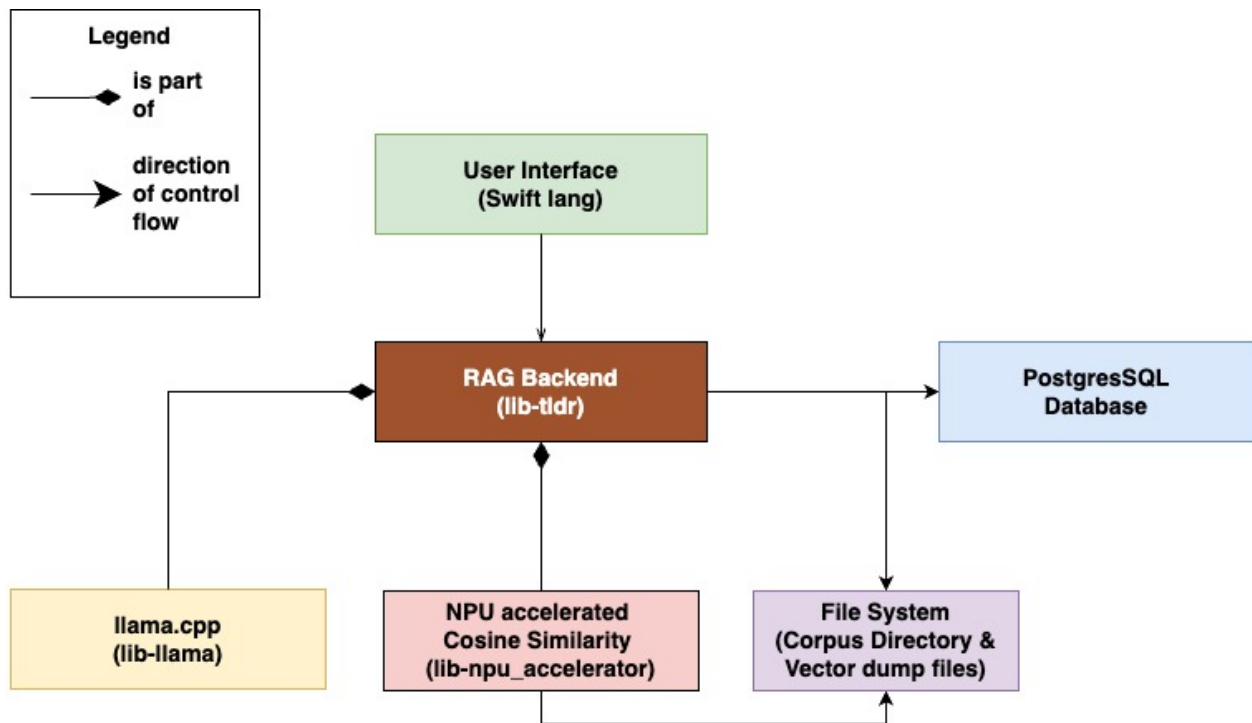 Legend
is part
of
direction
of control
flow
User Interface
(Swift lang)
RAG Backend
(lib-tldr)
PostgresSQL
Database
llama.cpp
(lib-llama)
NPU accelerated
Cosine Similarity
(lib-npu_accelerator)
File System
(Corpus Directory &
Vector dump files)